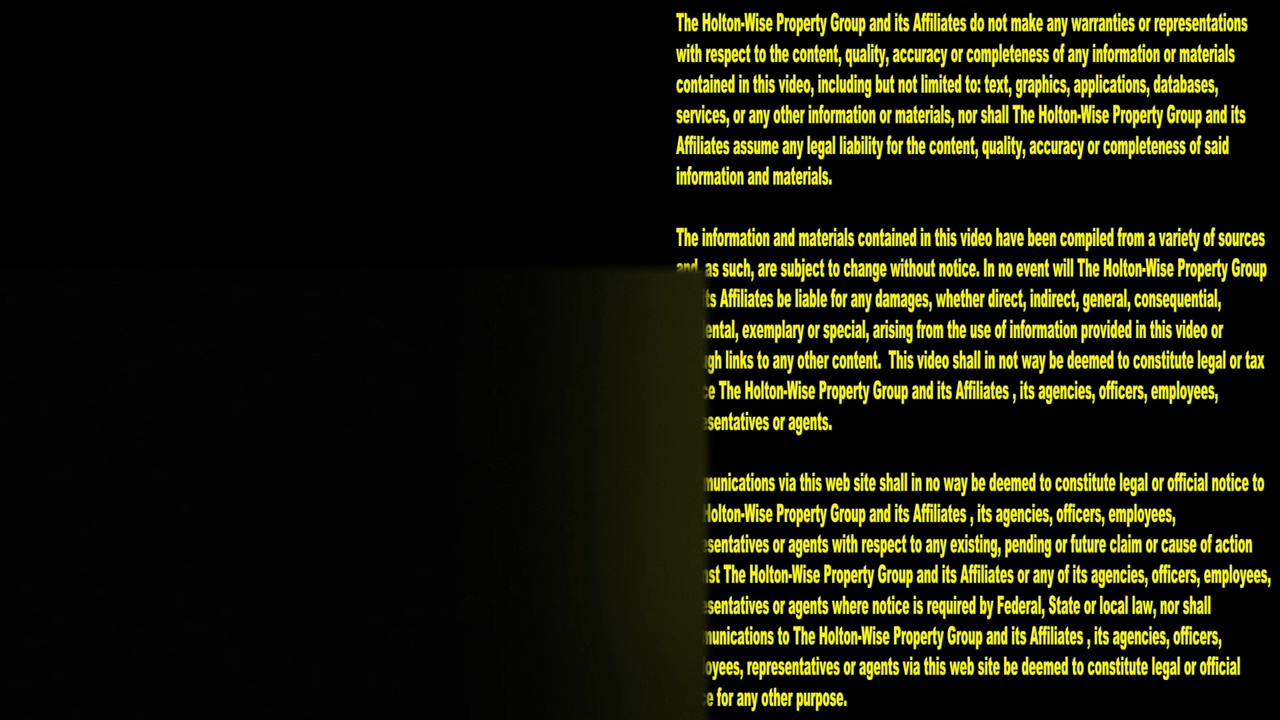 The Holton-Wise Property Group and its Affiliates do not make any warranties or representations
with respect to the content, quality, accuracy or completeness of any information or materials
contained in this video, including but not limited to: text, graphics, applications, databases,
services, or any other information or materials, nor shall The Holton-Wise Property Group and its
Affiliates assume any legal liability for the content, quality, accuracy or completeness of said
information and materials.
The information and materials contained in this video have been compiled from a variety of sources
and, as such, are subject to change without notice. In no event will The Holton-Wise Property Group
Affiliates be liable for any damages, whether direct, indirect, general, consequential,
exemplary or special, arising from the use of information provided in this video or
links to any other content. This video shall in not way be deemed to constitute legal or tax
The Holton-Wise Property Group and its Affiliates , its agencies, officers, employees,
or agents.
via this web site shall in no way be deemed to constitute legal or official notice to
Holton-Wise Property Group and its Affiliates , its agencies, officers, employees,
or agents with respect to any existing, pending or future claim or cause of action
The Holton-Wise Property Group and its Affiliates or any of its agencies, officers, employees,
or agents where notice is required by Federal, State or local law, nor shall
to The Holton-Wise Property Group and its Affiliates , its agencies, officers,
representatives or agents via this web site be deemed to constitute legal or official
for any other purpose.